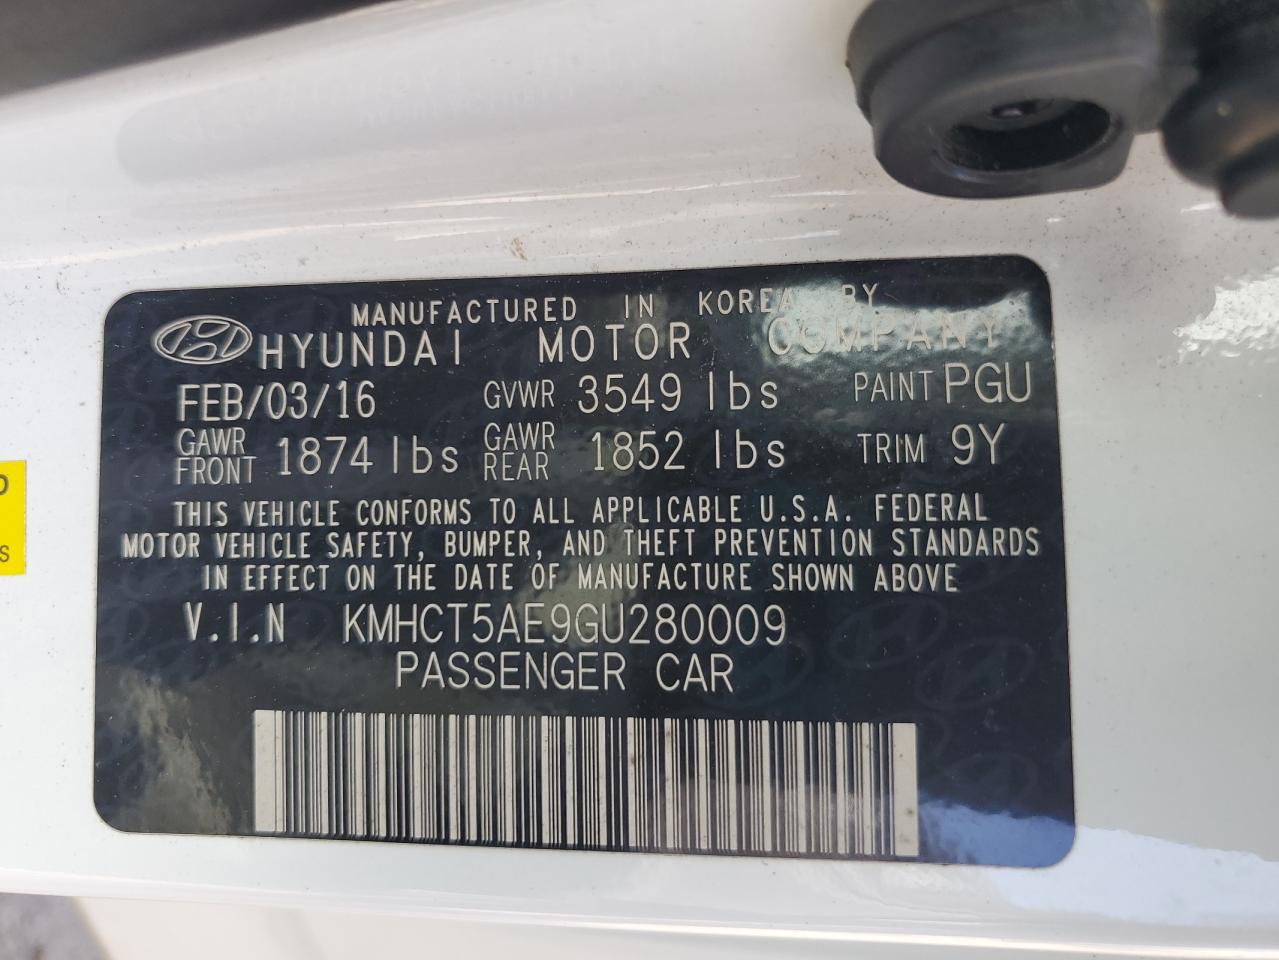 MANUFACTURED IN KOREA BY
HYUNDAI MOTOR COMPANY
FEB/03/16 GVWR 3549 lbs PAINT PGU
GAWR FRONT 1874 lbs GAWR REAR 1852 lbs TRIM 9Y
THIS VEHICLE CONFORMS TO ALL APPLICABLE U.S.A. FEDERAL
MOTOR VEHICLE SAFETY, BUMPER, AND THEFT PREVENTION STANDARDS
IN EFFECT ON THE DATE OF MANUFACTURE SHOWN ABOVE
V.I.N KMHCT5AE9GU280009
PASSENGER CAR